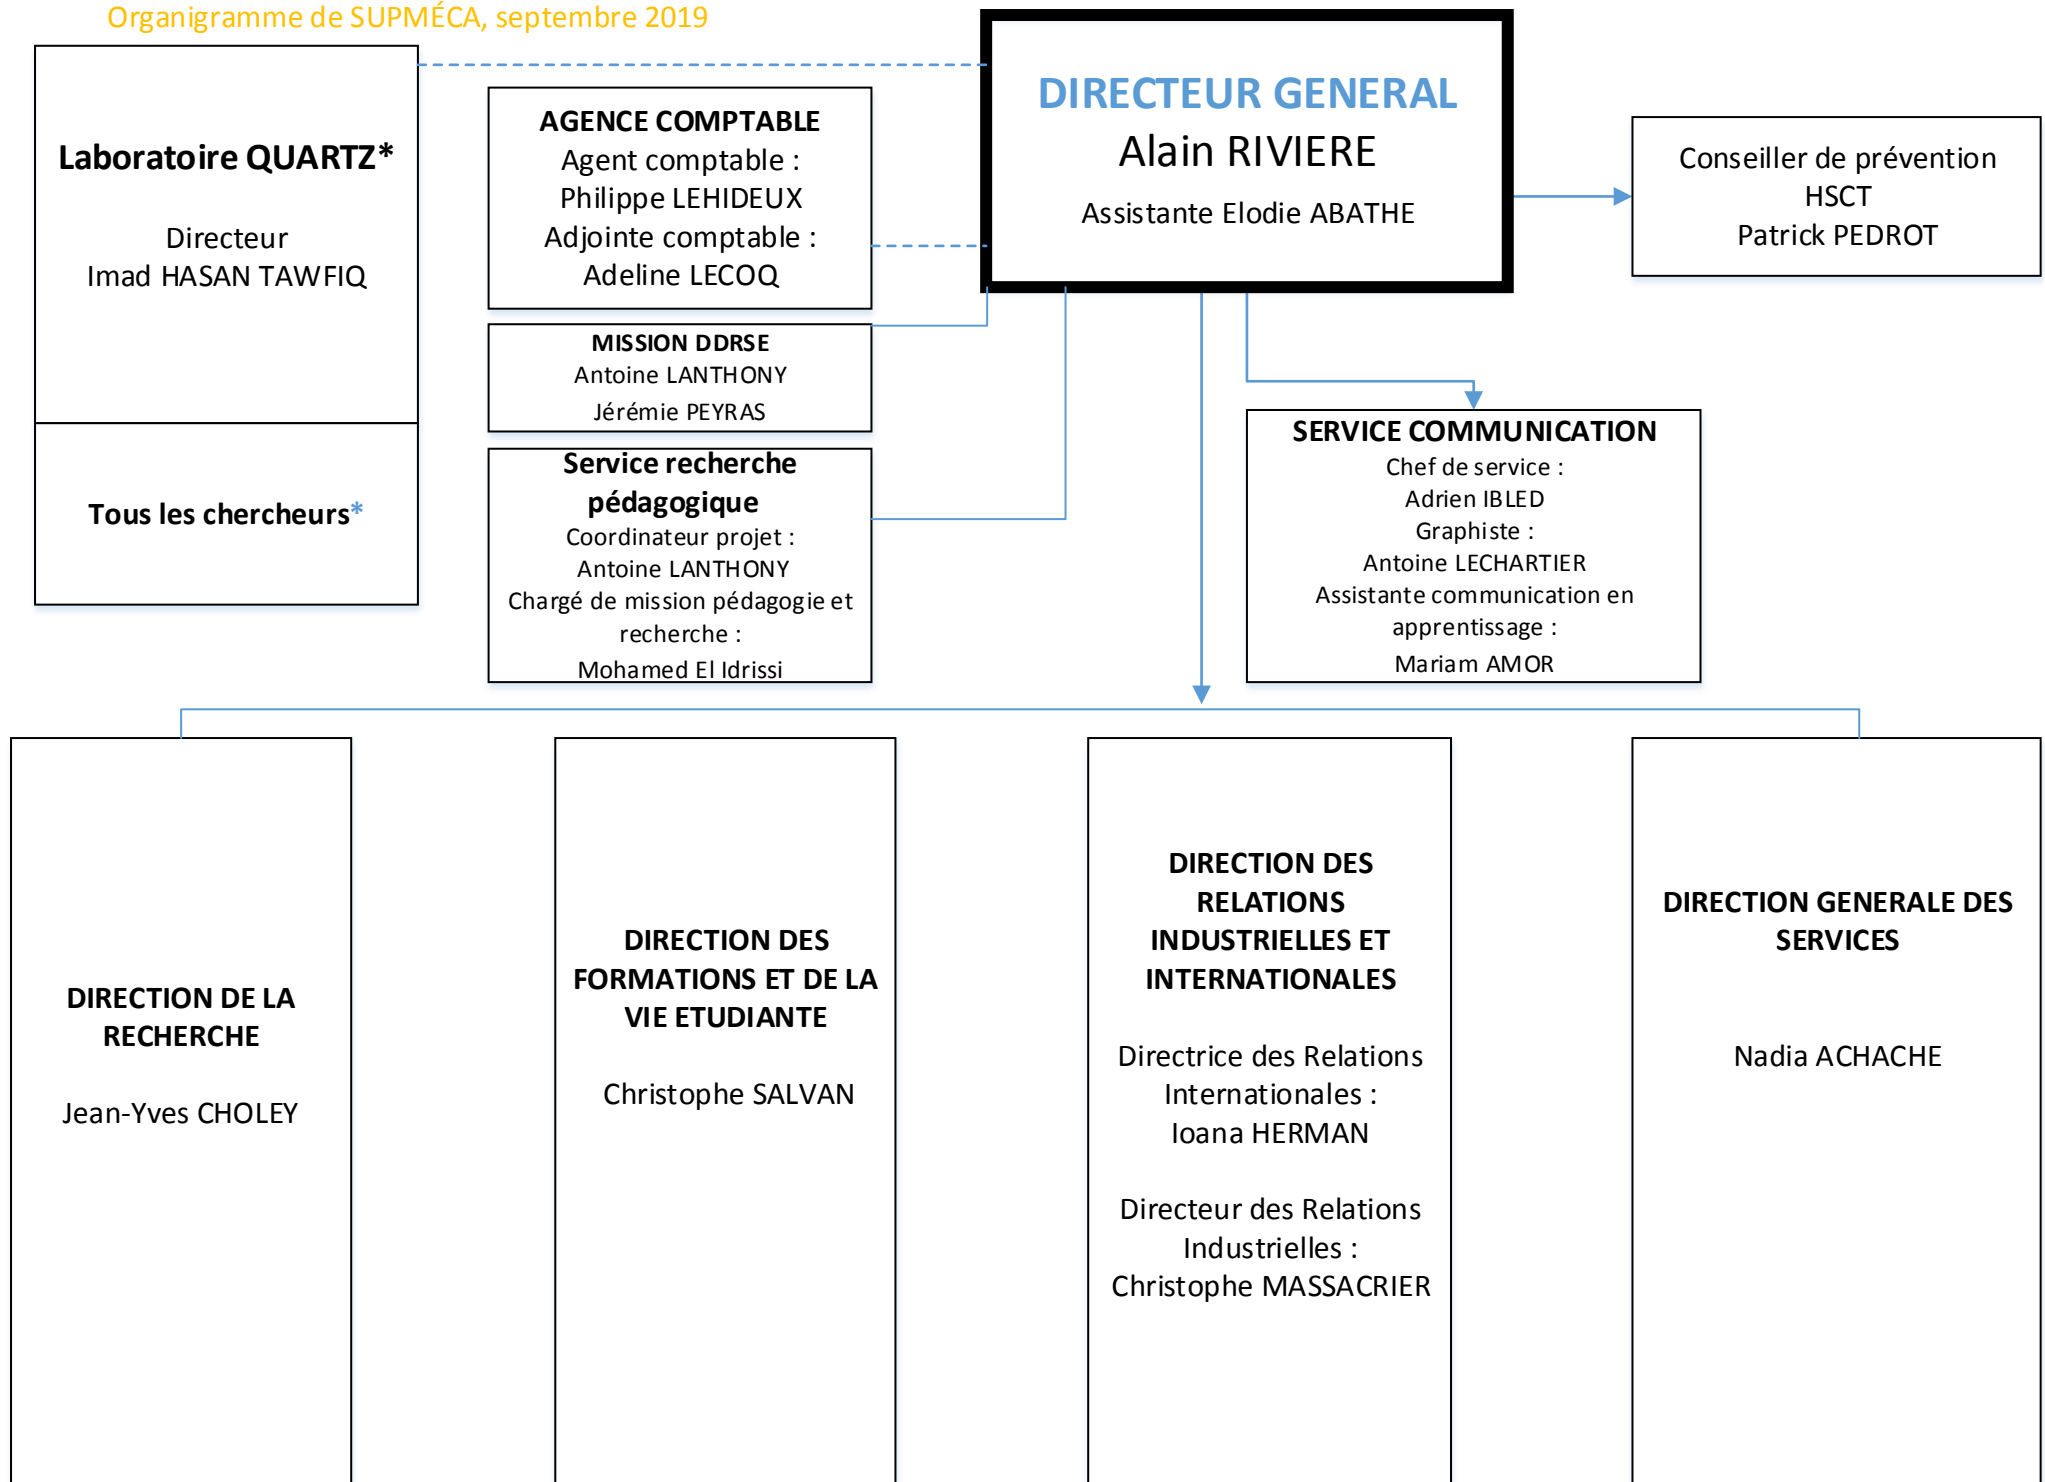 Organigramme de SUPMÉCA, septembre 2019
Laboratoire QUARTZ*
Directeur
Imad HASAN TAWFIQ
Tous les chercheurs*
AGENCE COMPTABLE
Agent comptable :
Philippe LEHIDEUX
Adjointe comptable :
Adeline LECOQ
MISSION DDRSE
Antoine LANTHONY
Jérémie PEYRAS
Service recherche
pédagogique
Coordinateur projet :
Antoine LANTHONY
Chargé de mission pédagogie et
recherche :
Mohamed El Idrissi
DIRECTEUR GENERAL
Alain RIVIERE
Assistante Elodie ABATHE
Conseiller de prévention
HSCT
Patrick PEDROT
SERVICE COMMUNICATION
Chef de service :
Adrien IBLED
Graphiste :
Antoine LECHARTIER
Assistante communication en
apprentissage :
Mariam AMOR
DIRECTION DE LA
RECHERCHE
Jean-Yves CHOLEY
DIRECTION DES
FORMATIONS ET DE LA
VIE ETUDIANTE
Christophe SALVAN
DIRECTION DES
RELATIONS
INDUSTRIELLES ET
INTERNATIONALES
Directrice des Relations
Internationales :
Ioana HERMAN
Directeur des Relations
Industrielles :
Christophe MASSACRIER
DIRECTION GENERALE DES
SERVICES
Nadia ACHACHE